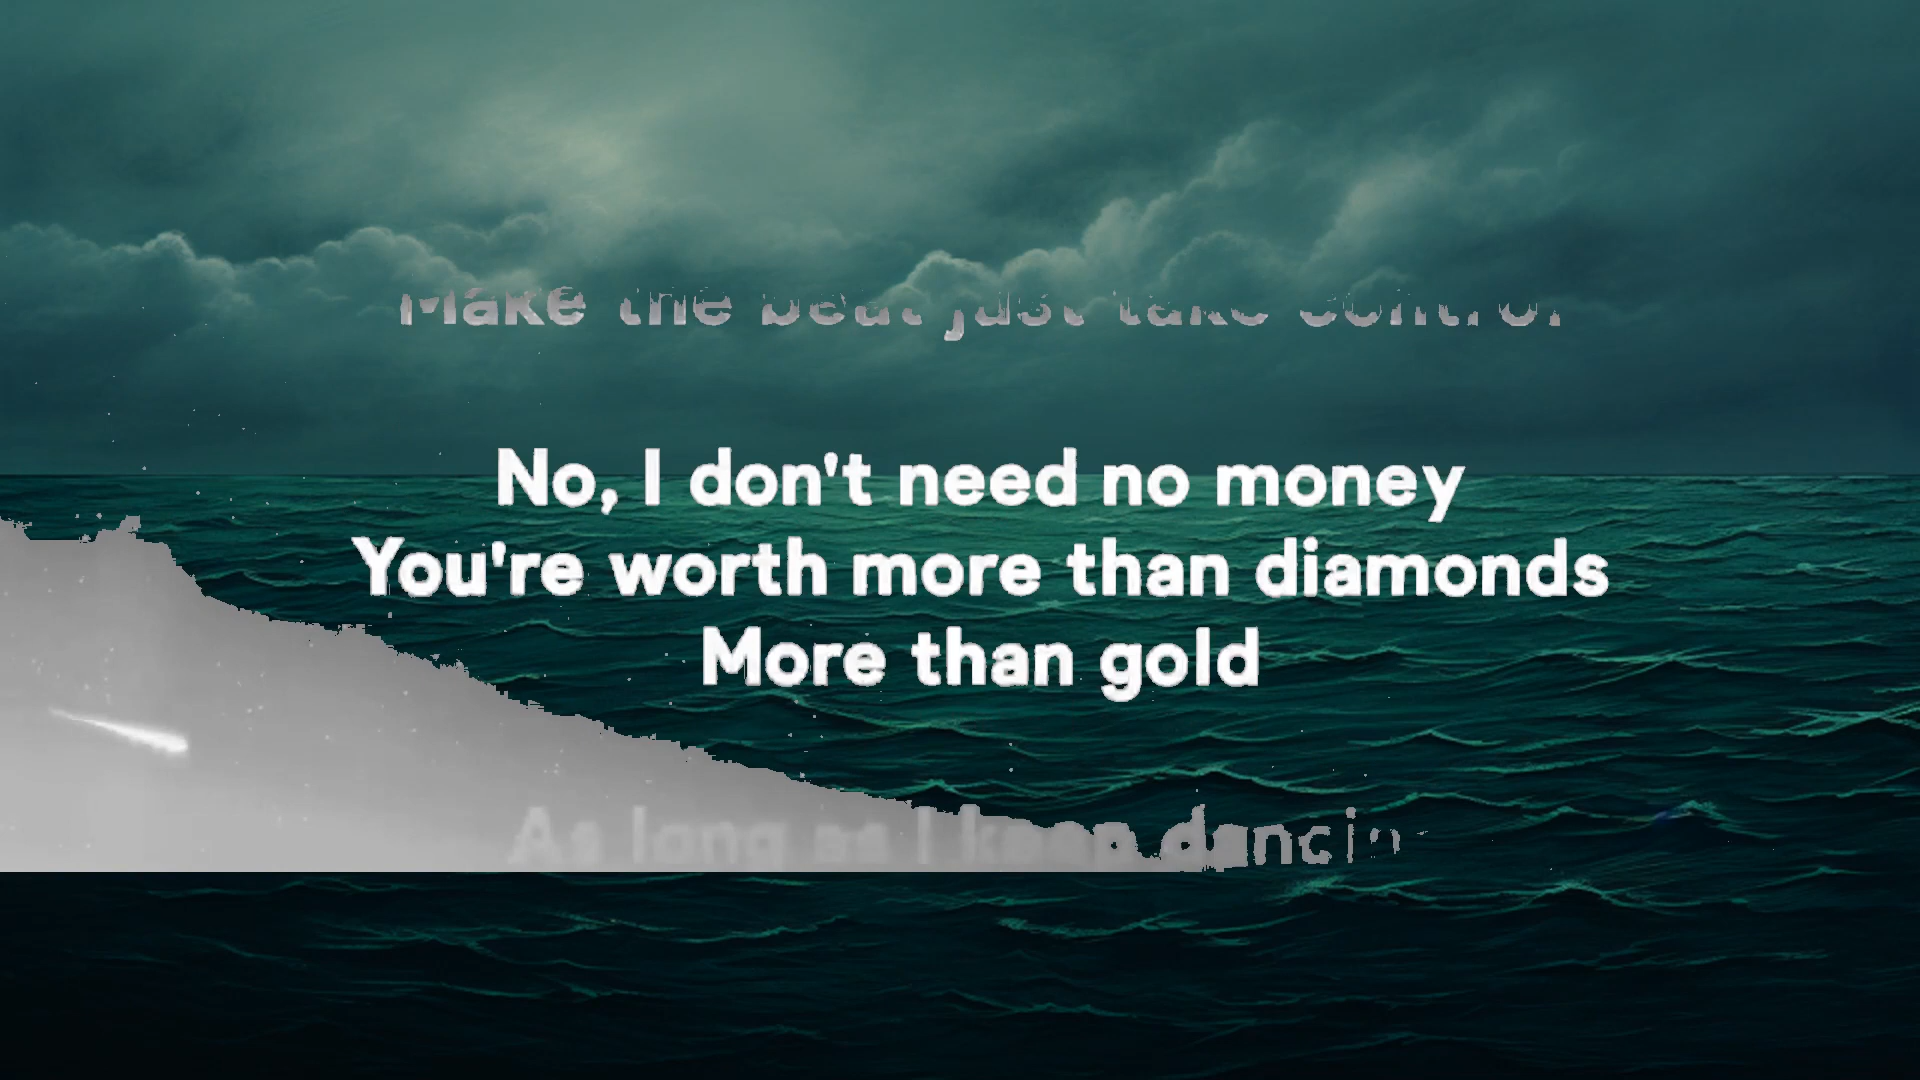 Make the beat just take control
No, I don't need no money
You're worth more than diamonds
More than gold
As long as I keep dancin'